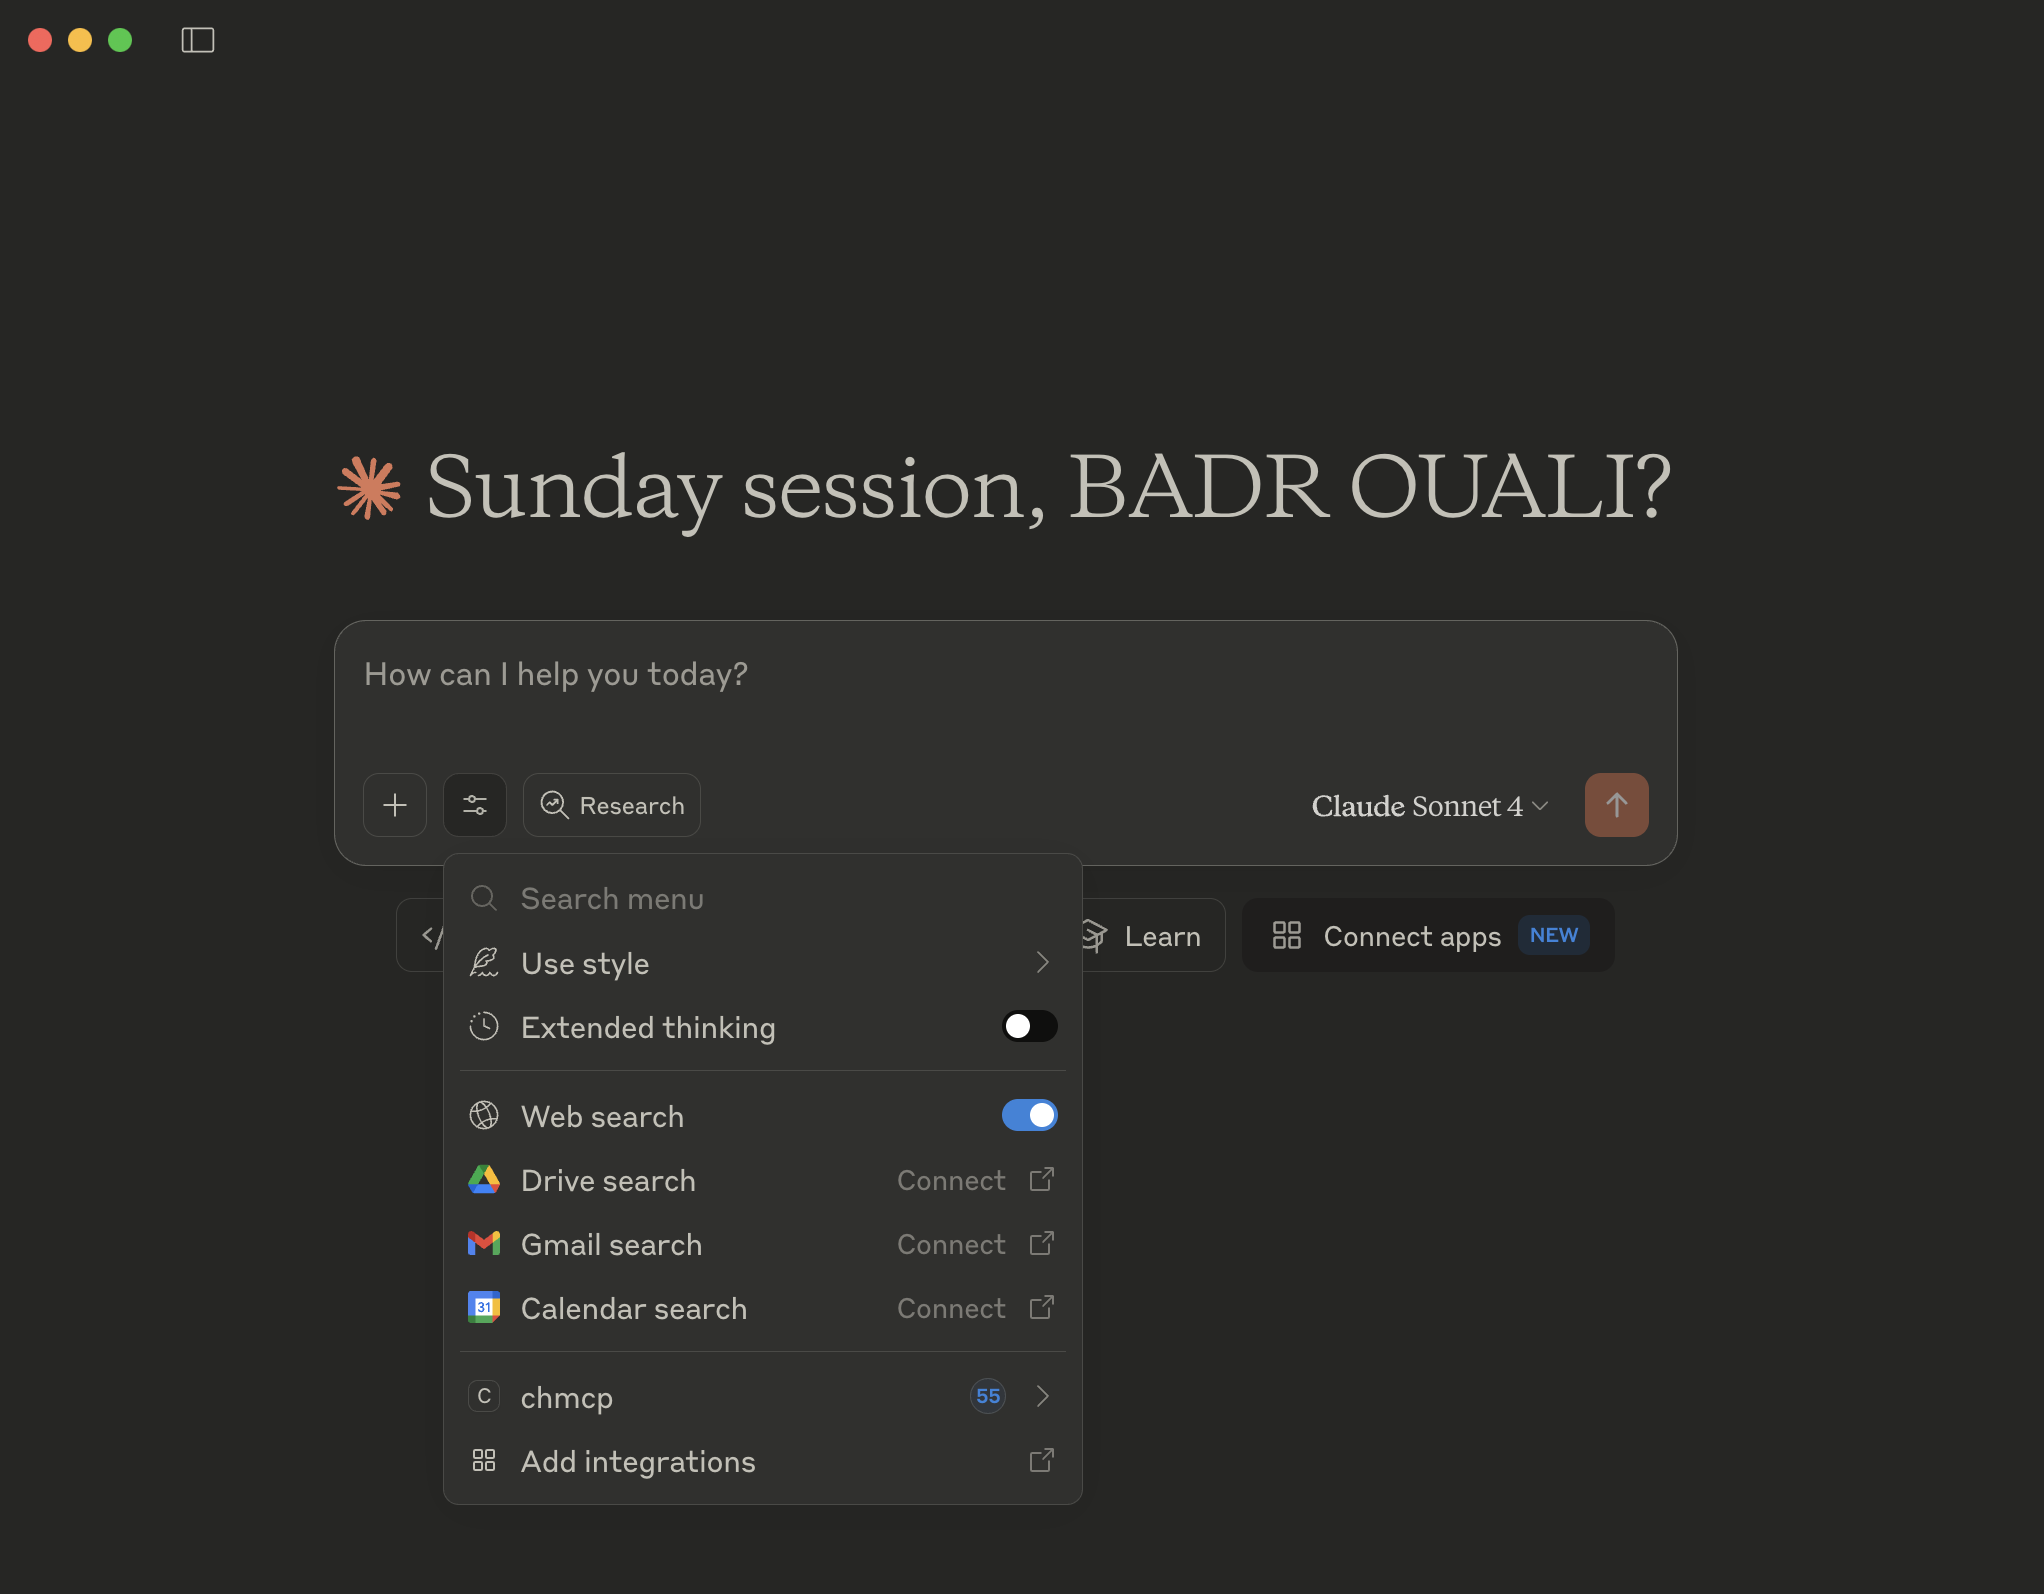 Sunday session, BADR OUALI?
How can I help you today?
Research
Claude Sonnet 4
Search menu
Use style
Extended thinking
Web search
Drive search Connect
Gmail search Connect
31
Calendar search Connect
C chmcp 55
Add integrations
</>
Learn
Connect apps NEW